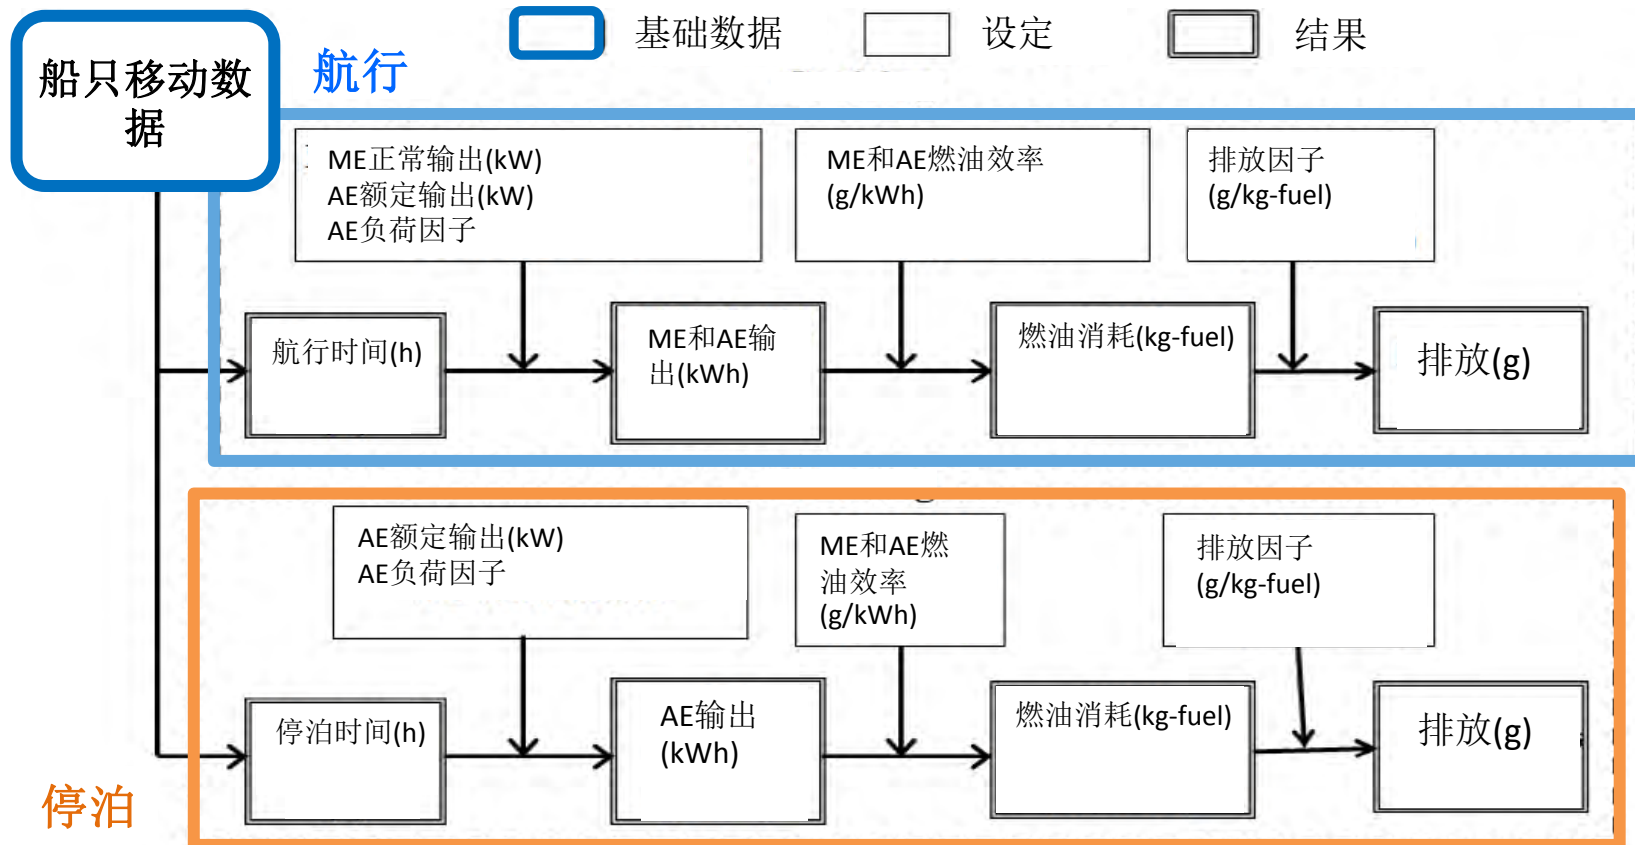 船只移动数
据
基础数据
设定
结果
航行
ME正常输出(kW)
AE额定输出(kW)
AE负荷因子
ME和AE燃油效率
(g/kWh)
排放因子
(g/kg-fuel)
航行时间(h)
ME和AE输
出(kWh)
燃油消耗(kg-fuel)
排放(g)
AE额定输出(kW)
AE负荷因子
ME和AE燃
油效率
(g/kWh)
排放因子
(g/kg-fuel)
停泊时间(h)
AE输出
(kWh)
燃油消耗(kg-fuel)
排放(g)
停泊